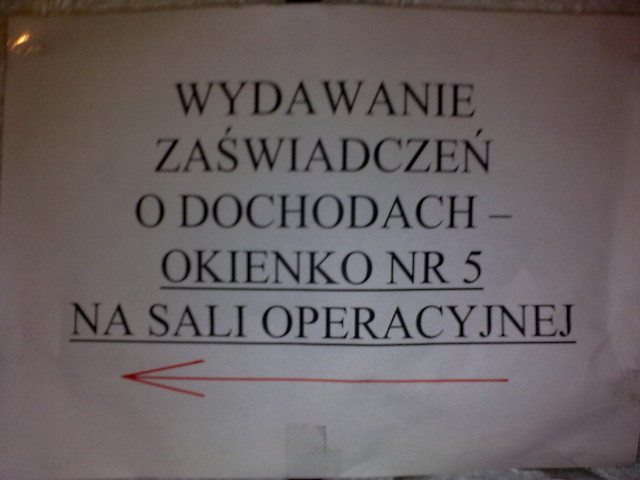 WYDAWANIE
ZAŚWIADCZEŃ
O DOCHODACH –
OKIENKO NR 5
NA SALI OPERACYJNEJ